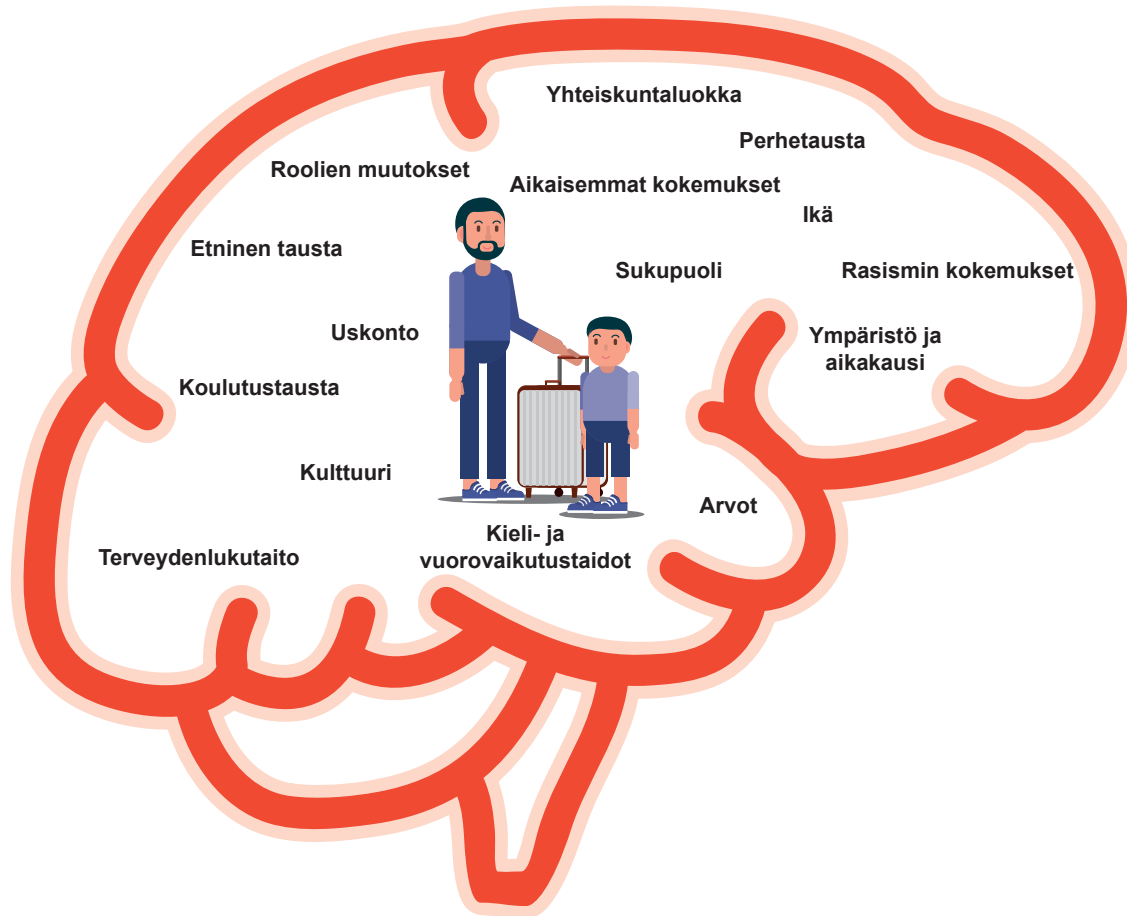 Yhteiskuntaluokka
Perhetausta
Roolien muutokset
Aikaisemmat kokemukset
Ikä
Etninen tausta
Sukupuoli
Rasismin kokemukset
Uskonto
Ympäristö ja
aikakausi
Koulutustausta
Kulttuuri
Arvot
Kieli- ja
vuorovaikutustaidot
Terveydenlukutaito